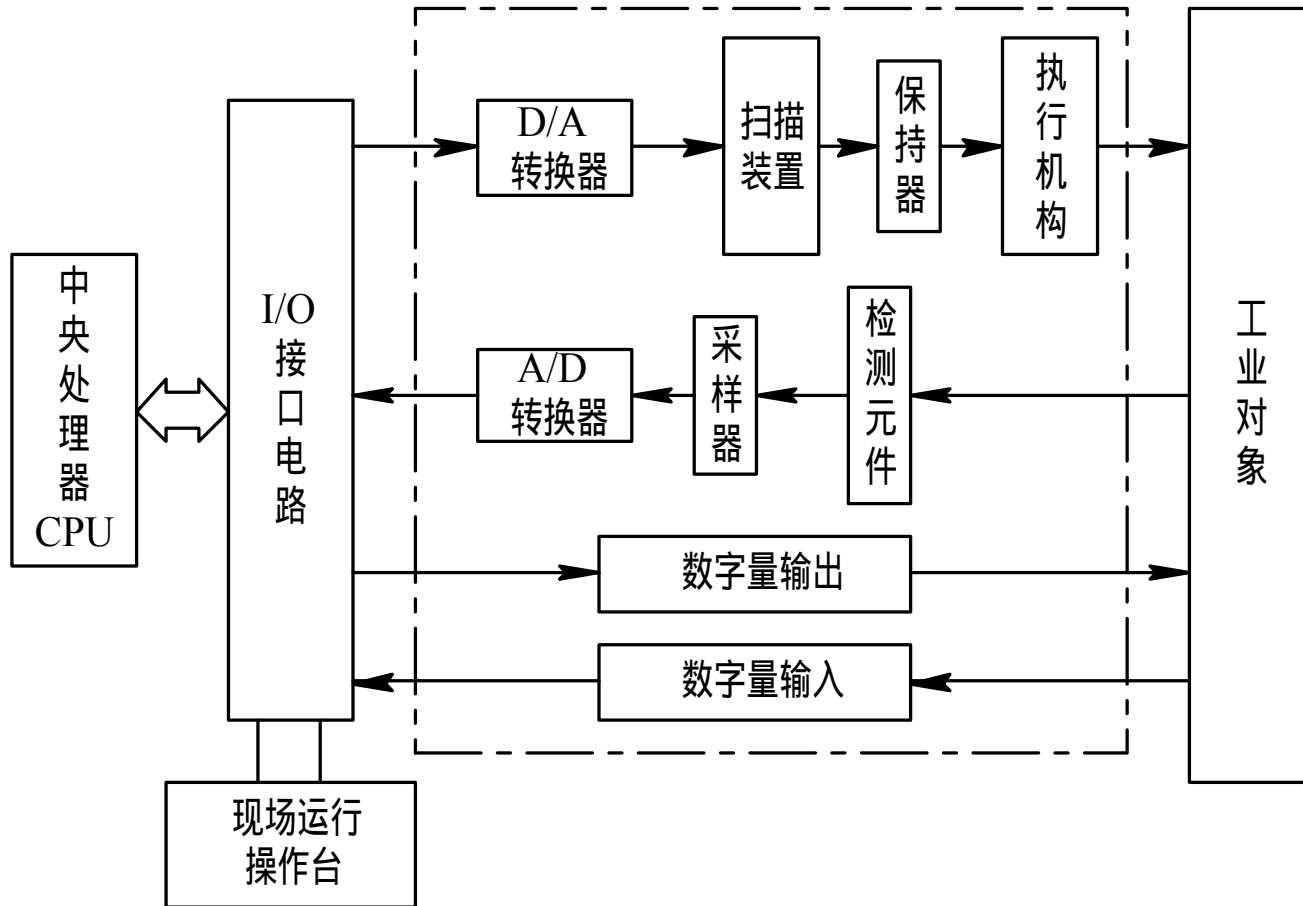 D/A
转换器
扫描
装置
保持器
执行机构
中央处理器
CPU
I/O
接口电路
A/D
转换器
采样器
检测元件
工业对象
数字量输出
数字量输入
现场运行
操作台